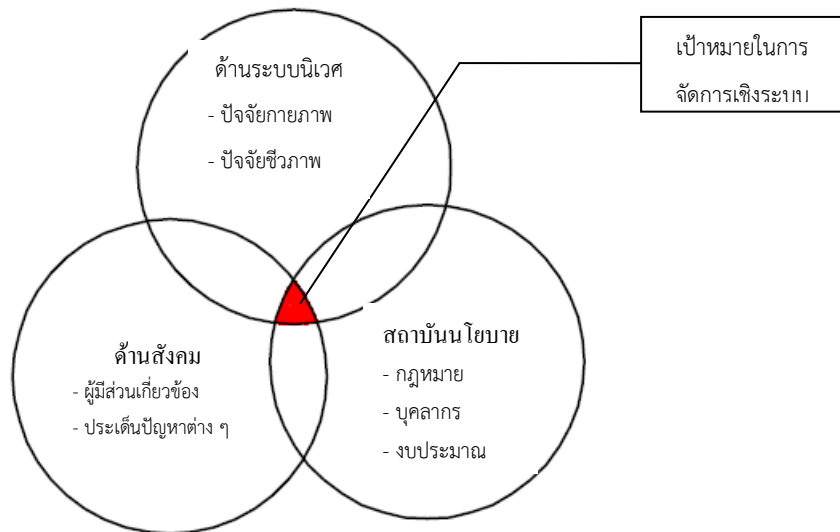 ด้านระบบนิเวศ
- ปัจจัยกายภาพ
- ปัจจัยชีวภาพ
เป้าหมายในการ
จัดการเชิงระบบ
ด้านสังคม
- ผู้มีส่วนเกี่ยวข้อง
- ประเด็นปัญหาต่าง ๆ
สถาบันนโยบาย
- กฎหมาย
- บุคลากร
- งบประมาณ